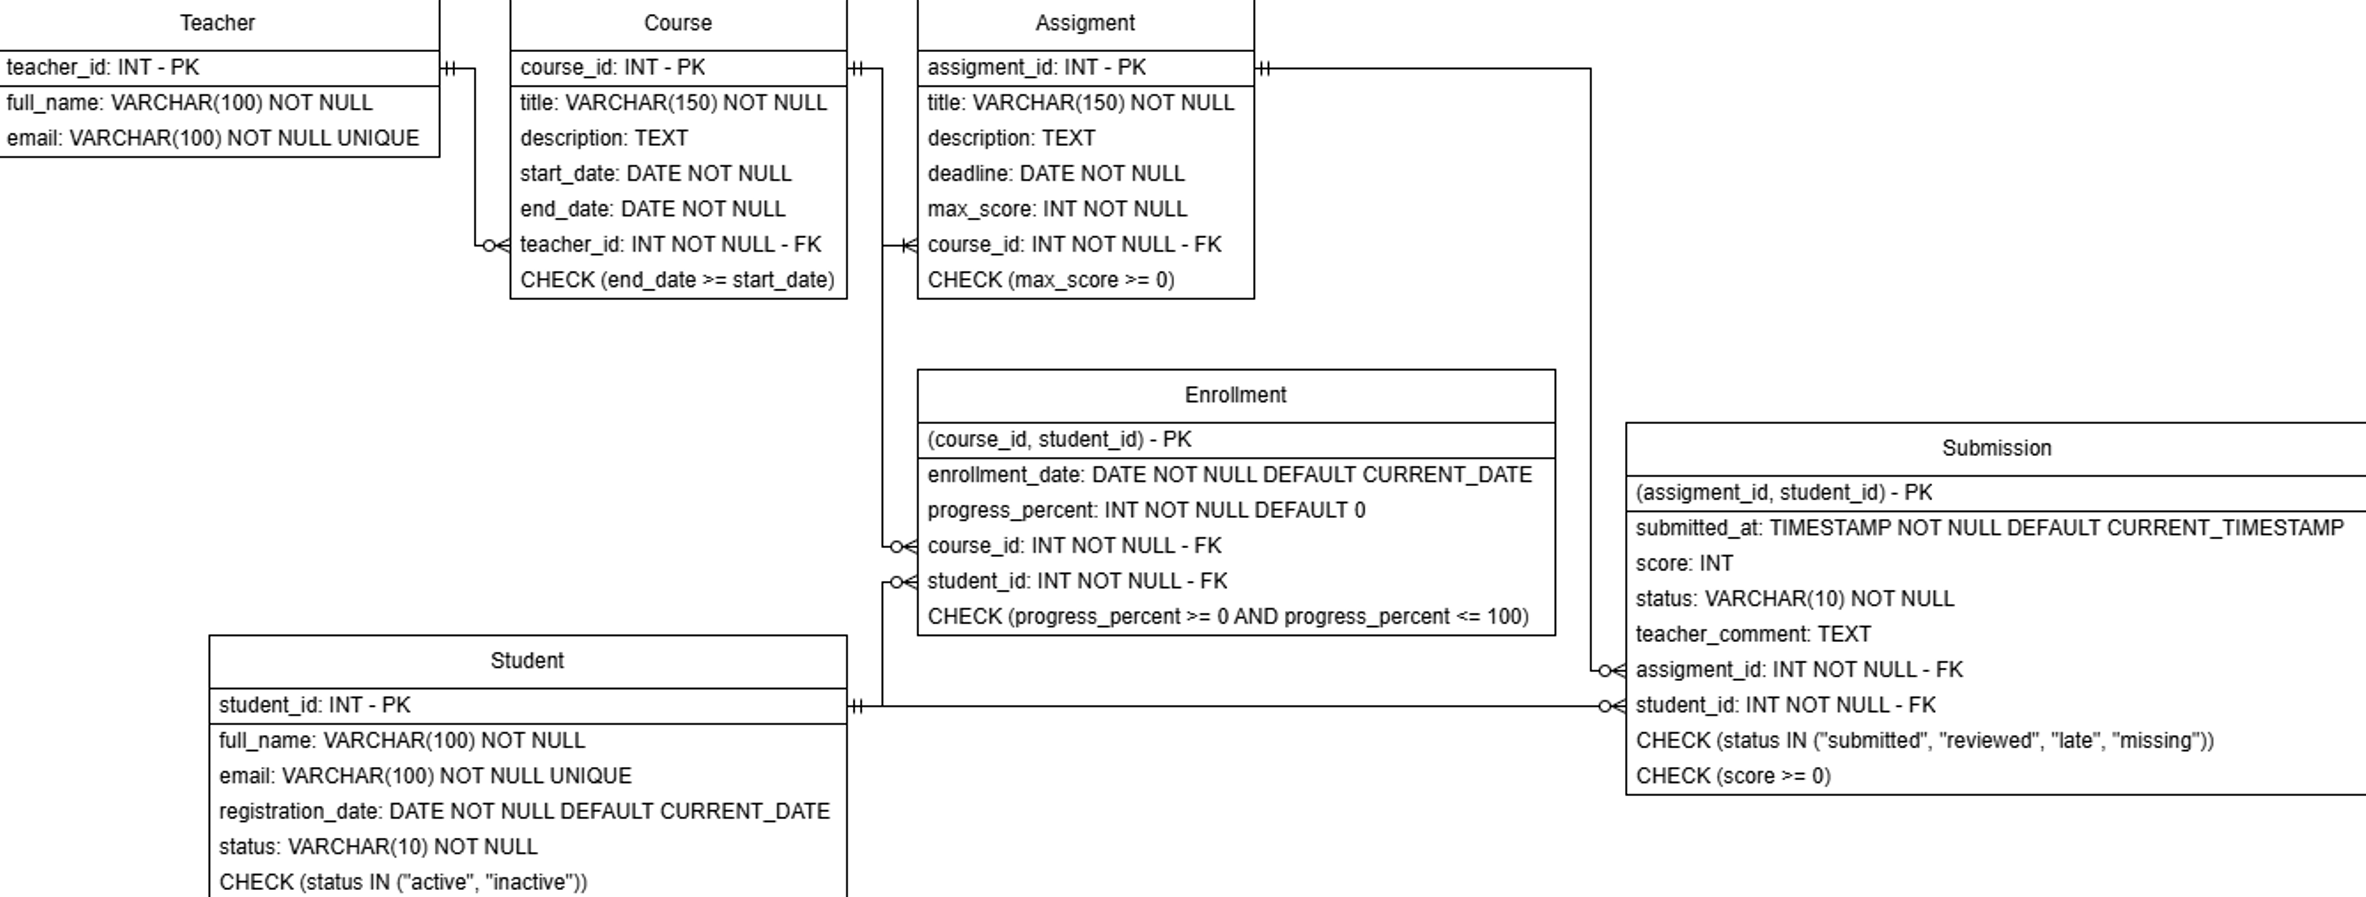 Teacher
teacher_id: INT - PK
full_name: VARCHAR(100) NOT NULL
email: VARCHAR(100) NOT NULL UNIQUE
Course
course_id: INT - PK
title: VARCHAR(150) NOT NULL
description: TEXT
start_date: DATE NOT NULL
end_date: DATE NOT NULL
teacher_id: INT NOT NULL - FK
CHECK (end_date >= start_date)
Assigment
assigment_id: INT - PK
title: VARCHAR(150) NOT NULL
description: TEXT
deadline: DATE NOT NULL
max_score: INT NOT NULL
course_id: INT NOT NULL - FK
CHECK (max_score >= 0)
Enrollment
(course_id, student_id) - PK
enrollment_date: DATE NOT NULL DEFAULT CURRENT_DATE
progress_percent: INT NOT NULL DEFAULT 0
course_id: INT NOT NULL - FK
student_id: INT NOT NULL - FK
CHECK (progress_percent >= 0 AND progress_percent <= 100)
Submission
(assigment_id, student_id) - PK
submitted_at: TIMESTAMP NOT NULL DEFAULT CURRENT_TIMESTAMP
score: INT
status: VARCHAR(10) NOT NULL
teacher_comment: TEXT
assigment_id: INT NOT NULL - FK
student_id: INT NOT NULL - FK
CHECK (status IN ("submitted", "reviewed", "late", "missing"))
CHECK (score >= 0)
Student
student_id: INT - PK
full_name: VARCHAR(100) NOT NULL
email: VARCHAR(100) NOT NULL UNIQUE
registration_date: DATE NOT NULL DEFAULT CURRENT_DATE
status: VARCHAR(10) NOT NULL
CHECK (status IN ("active", "inactive"))